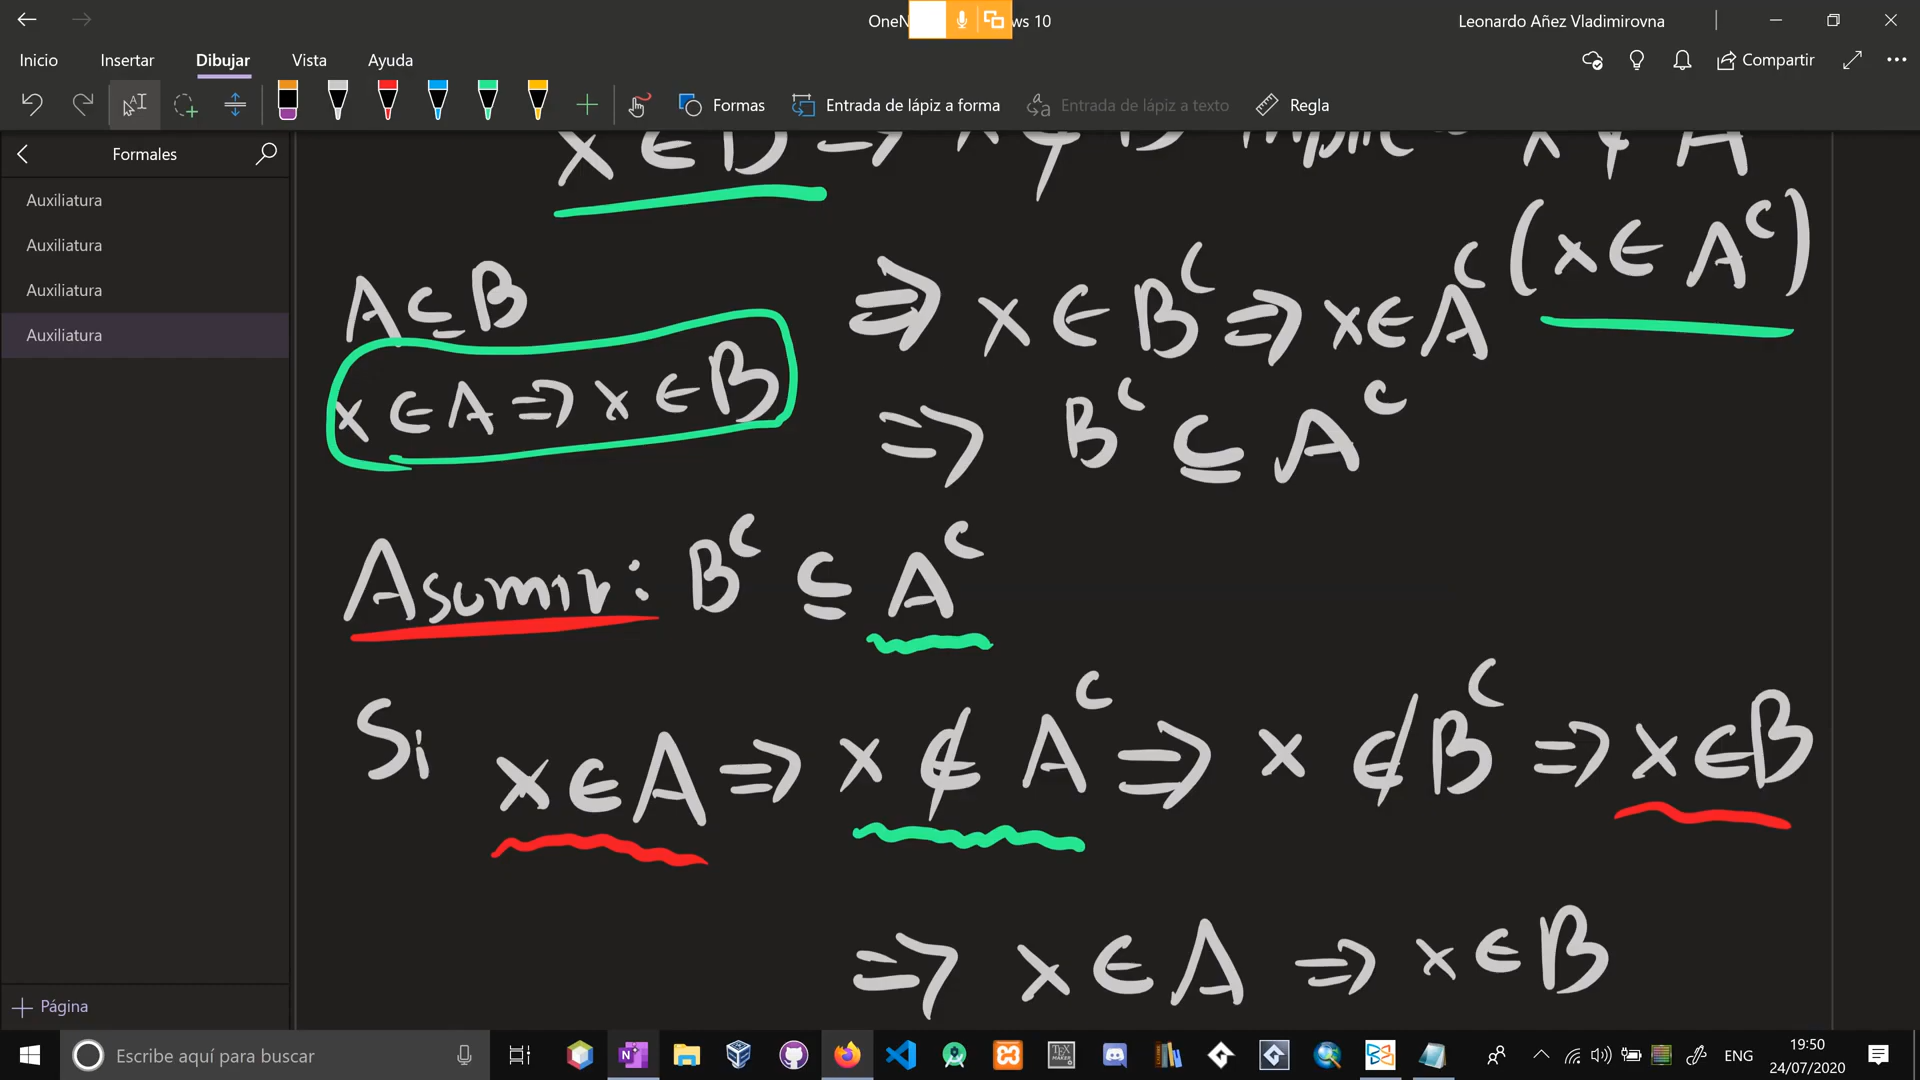 OneN
ws 10
Leonardo Añez Vladimirovna
Inicio Insertar Dibujar Vista Ayuda
Compartir
Formas Entrada de lápiz a forma Entrada de lápiz a texto Regla
Formales
Auxiliatura
Auxiliatura
Auxiliatura
Auxiliatura
Página
(x ∈ A^c)
A ⊆ B
⇒ x ∈ B^c ⇒ x ∈ A^c
x ∈ A ⇒ x ∈ B
⇒ B^c ⊆ A^c
Asumir: B^c ⊆ A^c
Si x ∈ A ⇒ x ∉ A^c ⇒ x ∉ B^c ⇒ x ∈ B
⇒ x ∈ A ⇒ x ∈ B
Escribe aquí para buscar
ENG
19:50
24/07/2020